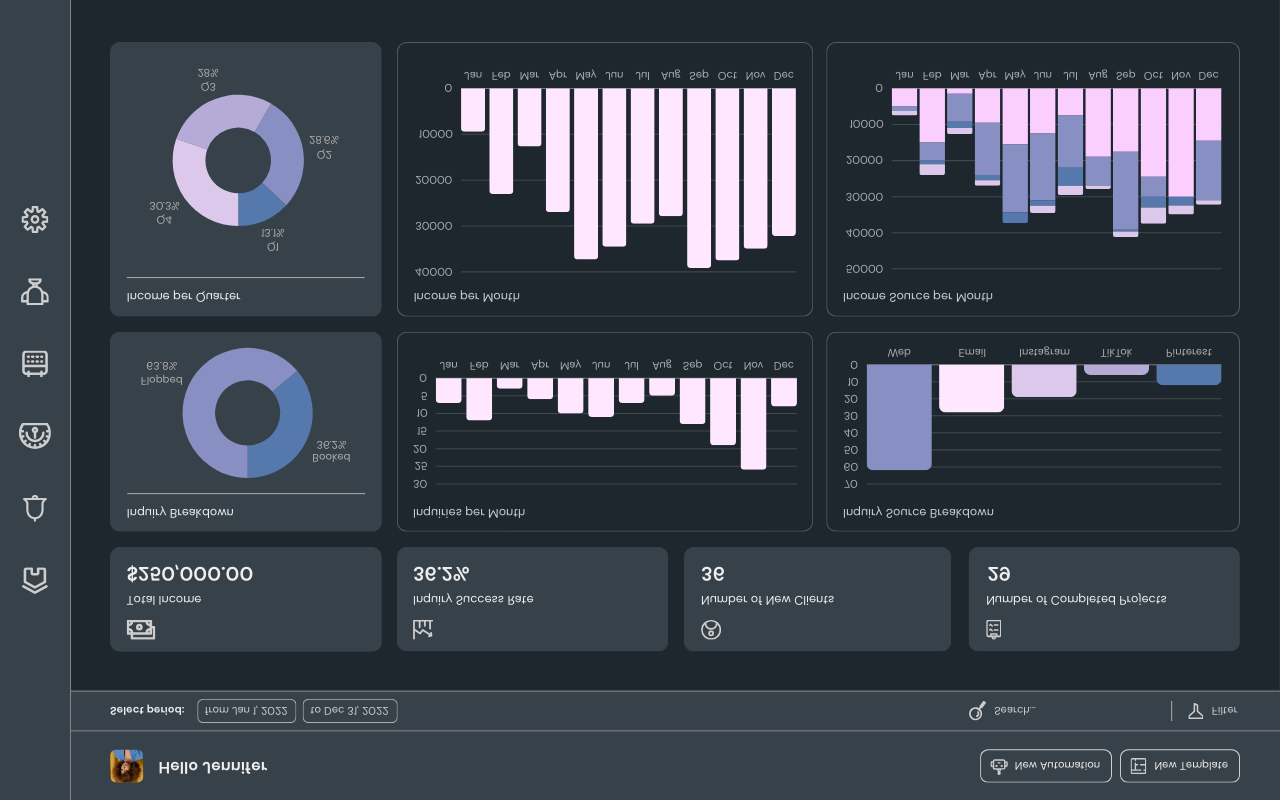 Hello Jennifer
New Automation
New Template
Select period:
from Jan 1, 2022
to Dec 31, 2022
Search...
Filter
Total Income
$250,000.00
Inquiry Success Rate
36.2%
Number of New Clients
36
Number of Completed Projects
29
Inquiry Breakdown
Booked
36.2%
Flopped
63.8%
Inquiries per Month
30
25
20
15
10
5
0
Jan Feb Mar Apr May Jun Jul Aug Sep Oct Nov Dec
Inquiry Source Breakdown
70
60
50
40
30
20
10
0
Web Email Instagram TikTok Pinterest
Income per Quarter
Q1
13.1%
Q4
30.3%
Q2
28.6%
Q3
28%
Income per Month
40000
30000
20000
10000
0
Jan Feb Mar Apr May Jun Jul Aug Sep Oct Nov Dec
Income Source per Month
50000
40000
30000
20000
10000
0
Jan Feb Mar Apr May Jun Jul Aug Sep Oct Nov Dec